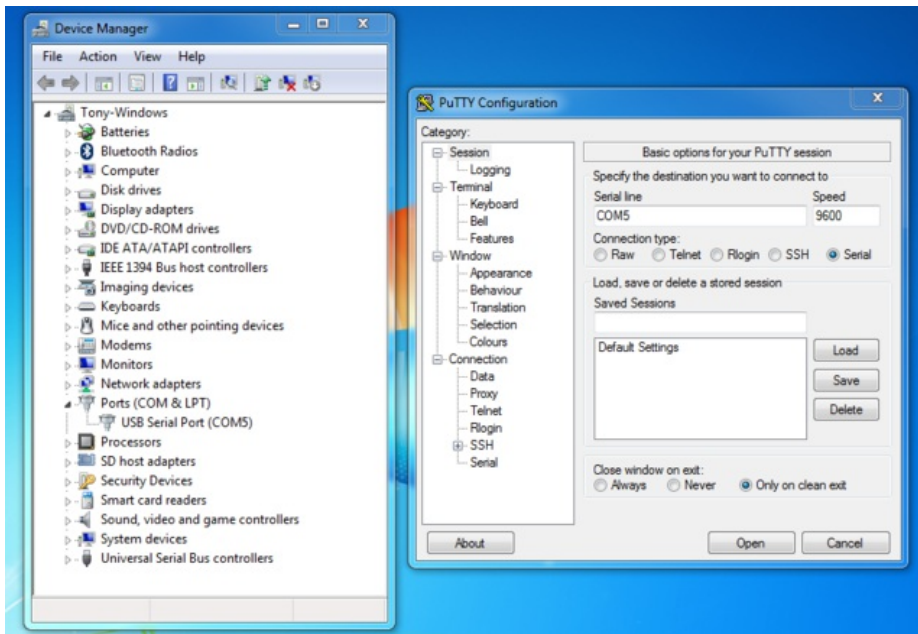 Device Manager
File Action View Help
Tony-Windows
Batteries
Bluetooth Radios
Computer
Disk drives
Display adapters
DVD/CD-ROM drives
IDE ATA/ATAPI controllers
IEEE 1394 Bus host controllers
Imaging devices
Keyboards
Mice and other pointing devices
Modems
Monitors
Network adapters
Ports (COM & LPT)
USB Serial Port (COM5)
Processors
SD host adapters
Security Devices
Smart card readers
Sound, video and game controllers
System devices
Universal Serial Bus controllers
PuTTY Configuration
Category:
Session
Logging
Terminal
Keyboard
Bell
Features
Window
Appearance
Behaviour
Translation
Selection
Colours
Connection
Data
Proxy
Telnet
Rlogin
SSH
Serial
About
Basic options for your PuTTY session
Specify the destination you want to connect to
Serial line Speed
COM5 9600
Connection type:
Raw Telnet Rlogin SSH Serial
Load, save or delete a stored session
Saved Sessions
Default Settings
Load
Save
Delete
Close window on exit:
Always Never Only on clean exit
Open Cancel